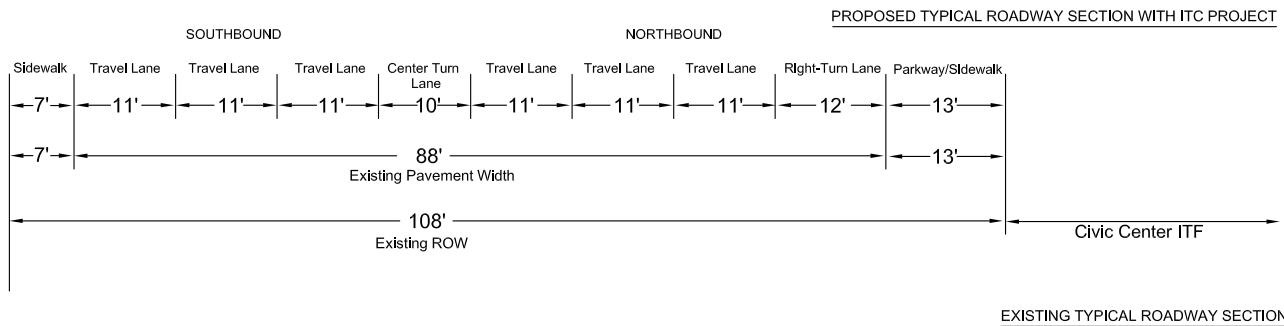 PROPOSED TYPICAL ROADWAY SECTION WITH ITC PROJECT
SOUTHBOUND NORTHBOUND
Sidewalk Travel Lane Travel Lane Travel Lane Center Turn Lane Travel Lane Travel Lane Travel Lane Right-Turn Lane Parkway/Sidewalk
7' 11' 11' 11' 10' 11' 11' 11' 12' 13'
7' 88' 13'
Existing Pavement Width
108'
Existing ROW
Civic Center ITF
EXISTING TYPICAL ROADWAY SECTION